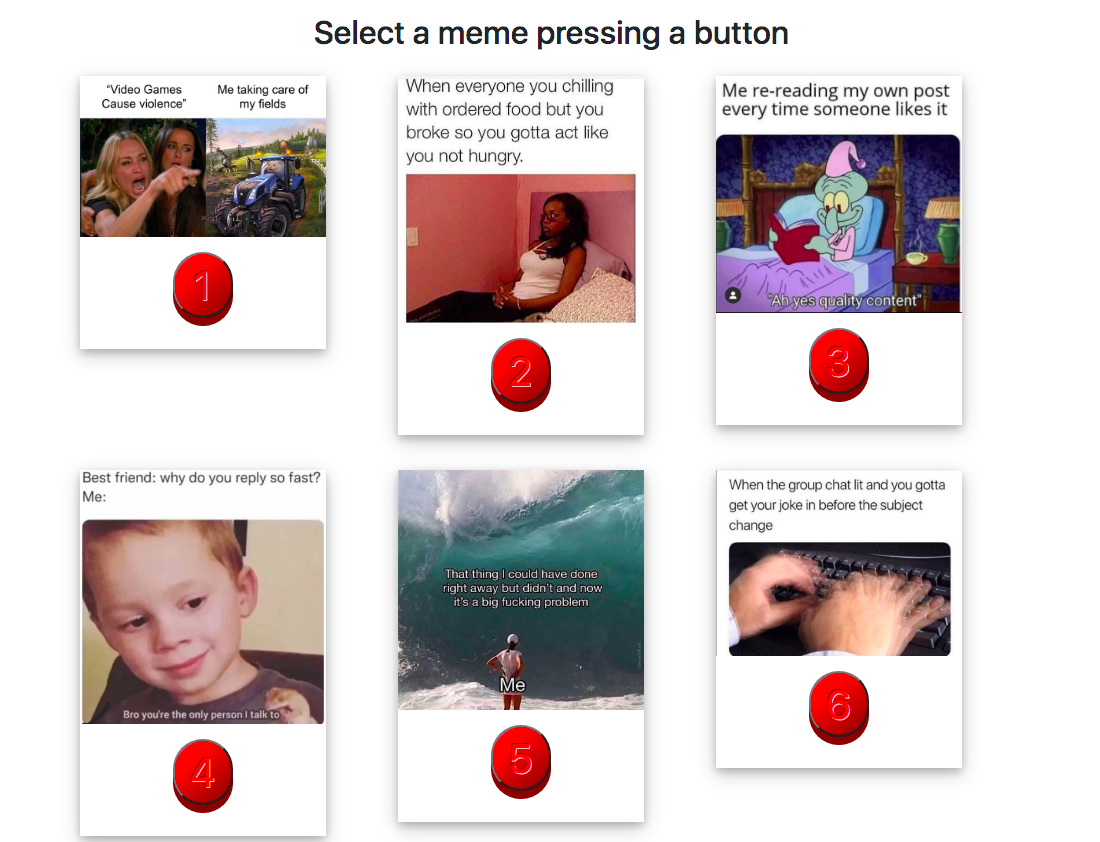 Select a meme pressing a button
“Video Games
Cause violence”
Me taking care of
my fields
1
When everyone you chilling
with ordered food but you
broke so you gotta act like
you not hungry.
2
Me re-reading my own post
every time someone likes it
"Ah yes quality content"
3
Best friend: why do you reply so fast?
Me:
Bro you're the only person I talk to
4
That thing I could have done
right away but didn't and now
it's a big fucking problem
Me
5
When the group chat lit and you gotta
get your joke in before the subject
change
6